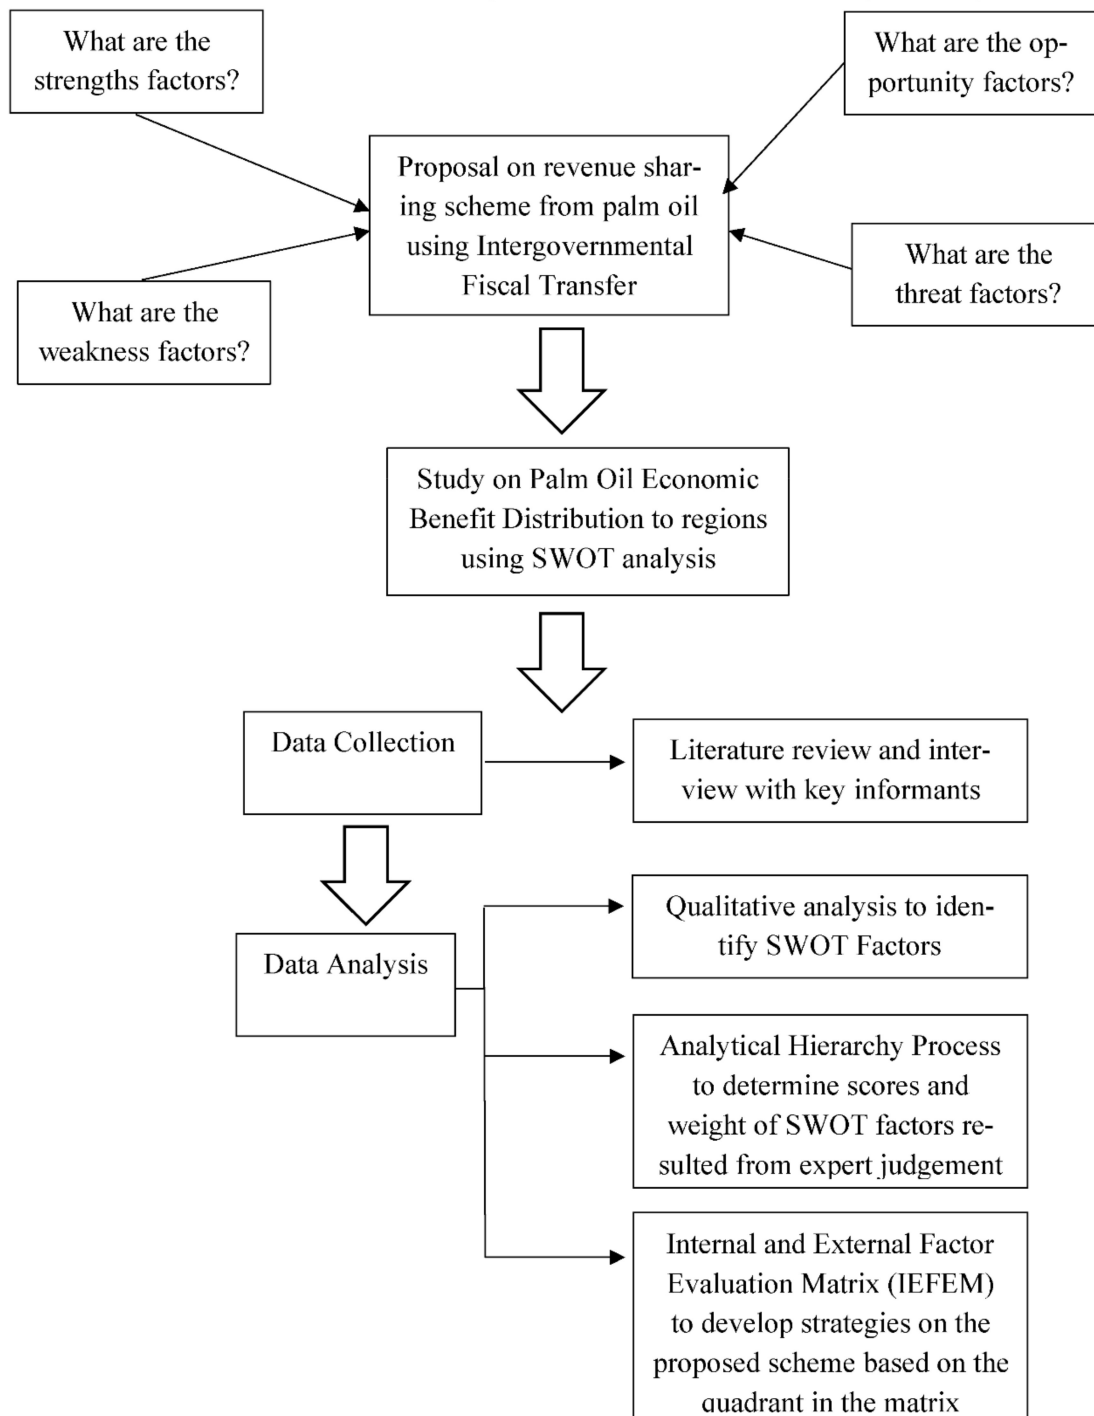 What are the
strengths factors?
What are the op-
portunity factors?
Proposal on revenue shar-
ing scheme from palm oil
using Intergovernmental
Fiscal Transfer
What are the
weakness factors?
What are the
threat factors?
Study on Palm Oil Economic
Benefit Distribution to regions
using SWOT analysis
Data Collection
Literature review and inter-
view with key informants
Data Analysis
Qualitative analysis to iden-
tify SWOT Factors
Analytical Hierarchy Process
to determine scores and
weight of SWOT factors re-
sulted from expert judgement
Internal and External Factor
Evaluation Matrix (IEFEM)
to develop strategies on the
proposed scheme based on the
quadrant in the matrix